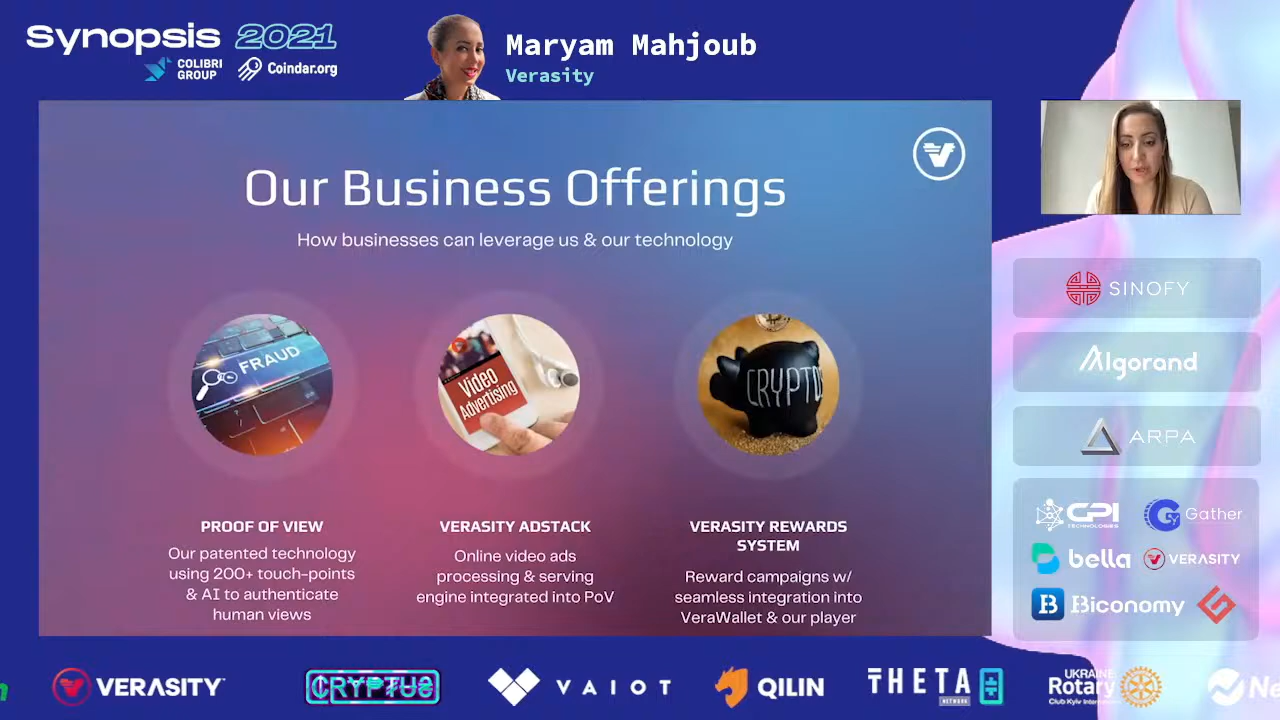 Synopsis 2021
COLIBRI
GROUP
Coindar.org
Maryam Mahjoub
Verasity
Our Business Offerings
How businesses can leverage us & our technology
FRAUD
Video
Advertising
CRYPTO
PROOF OF VIEW
Our patented technology
using 200+ touch-points
& AI to authenticate
human views
VERASITY ADSTACK
Online video ads
processing & serving
engine integrated into PoV
VERASITY REWARDS
SYSTEM
Reward campaigns w/
seamless integration into
VeraWallet & our player
SINOFY
Algorand
ARPA
CPI
TECHNOLOGIES
Gather
bella
VERASITY
Biconomy
VERASITY
CRYPTUS
VAIOT
QILIN
THETA
NETWORK
UKRAINE
Rotary
Club Kyiv International